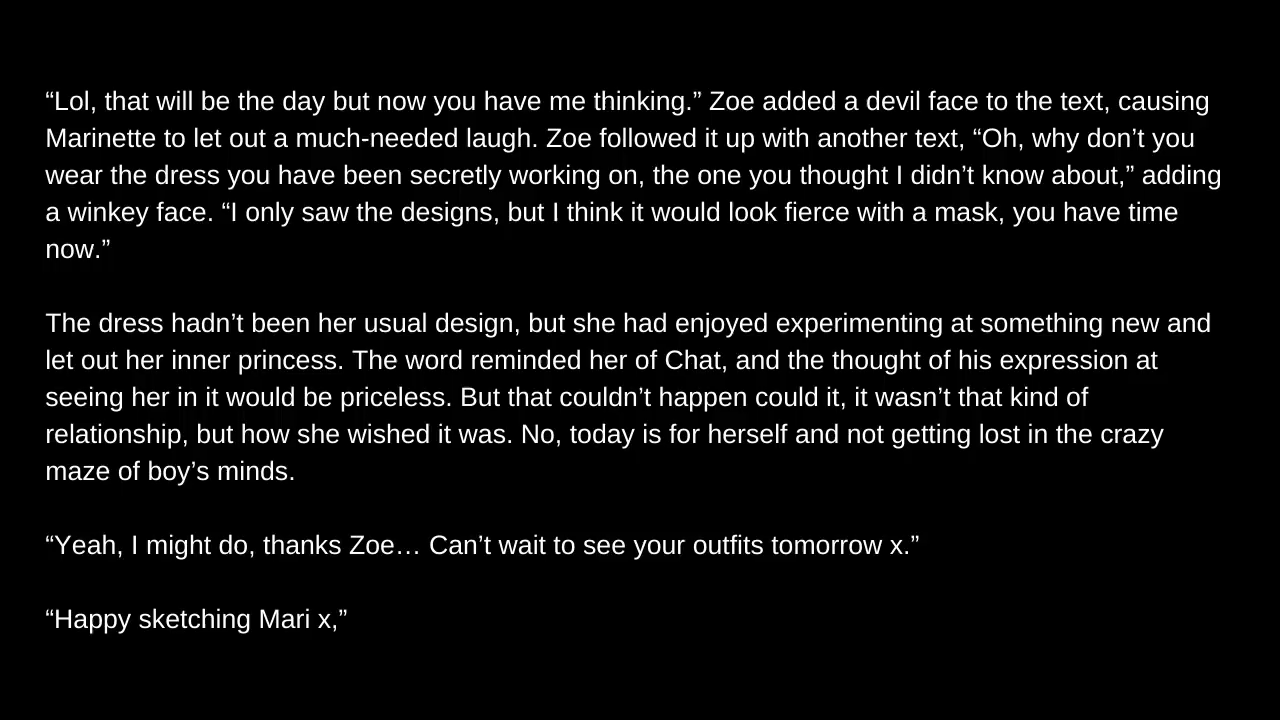 “Lol, that will be the day but now you have me thinking.” Zoe added a devil face to the text, causing
Marinette to let out a much-needed laugh. Zoe followed it up with another text, “Oh, why don’t you
wear the dress you have been secretly working on, the one you thought I didn’t know about,” adding
a winkey face. “I only saw the designs, but I think it would look fierce with a mask, you have time
now.”
The dress hadn’t been her usual design, but she had enjoyed experimenting at something new and
let out her inner princess. The word reminded her of Chat, and the thought of his expression at
seeing her in it would be priceless. But that couldn’t happen could it, it wasn’t that kind of
relationship, but how she wished it was. No, today is for herself and not getting lost in the crazy
maze of boy’s minds.
“Yeah, I might do, thanks Zoe… Can’t wait to see your outfits tomorrow x.”
“Happy sketching Mari x,”